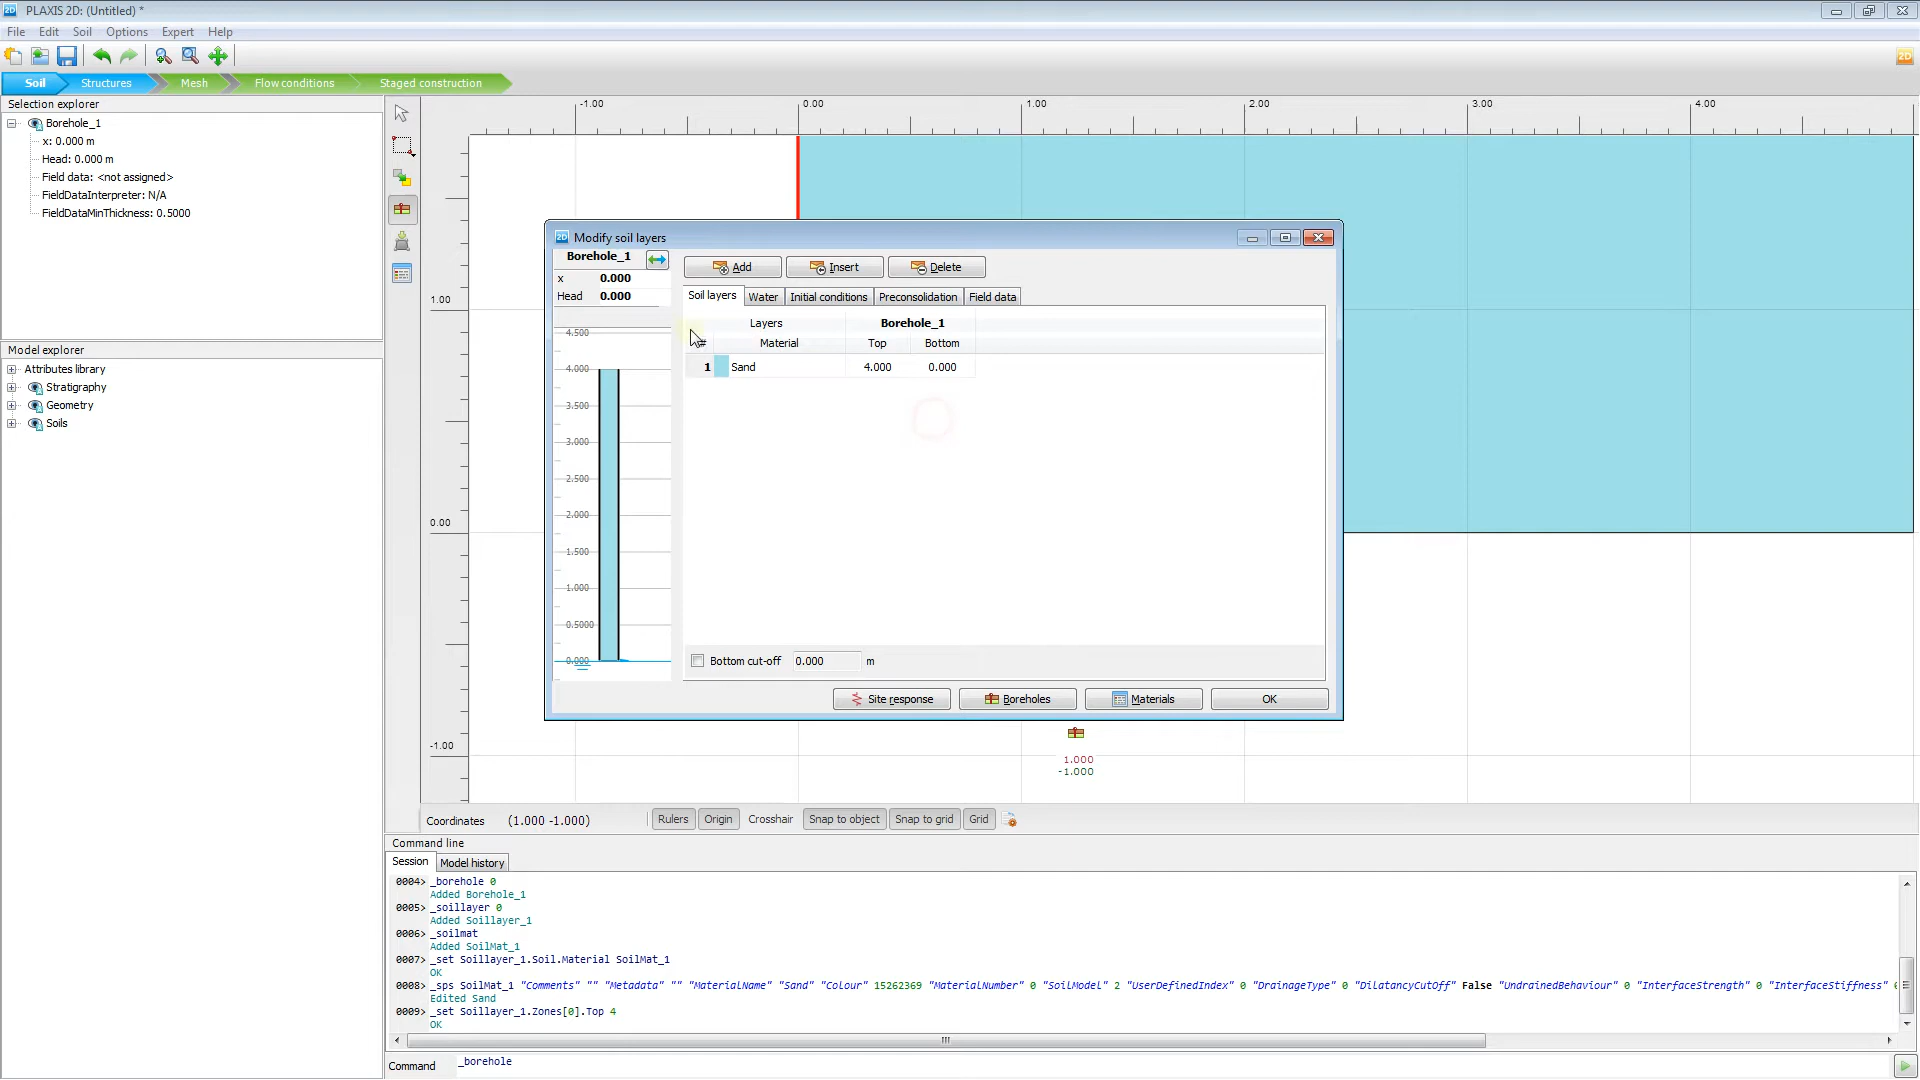 PLAXIS 2D: (Untitled) *
File Edit Soil Options Expert Help
Soil Structures Mesh Flow conditions Staged construction
Selection explorer
Borehole_1
x: 0.000 m
Head: 0.000 m
Field data: <not assigned>
FieldDataInterpreter: N/A
FieldDataMinThickness: 0.5000
Model explorer
Attributes library
Stratigraphy
Geometry
Soils
-1.00 0.00 1.00 2.00 3.00 4.00
1.00
0.00
-1.00
2D Modify soil layers
Borehole_1
x 0.000
Head 0.000
Add Insert Delete
Soil layers Water Initial conditions Preconsolidation Field data
Layers Borehole_1
# Material Top Bottom
1 Sand 4.000 0.000
4.500
4.000
3.500
3.000
2.500
2.000
1.500
1.000
0.5000
0.000
Bottom cut-off 0.000 m
Site response Boreholes Materials OK
1.000
-1.000
Coordinates (1.000 -1.000) Rulers Origin Crosshair Snap to object Snap to grid Grid
Command line
Session Model history
0004> _borehole 0
Added Borehole_1
0005> _soillayer 0
Added Soillayer_1
0006> _soilmat
Added SoilMat_1
0007> _set Soillayer_1.Soil.Material SoilMat_1
OK
0008> _sps SoilMat_1 "Comments" "" "Metadata" "" "MaterialName" "Sand" "Colour" 15262369 "MaterialNumber" 0 "SoilModel" 2 "UserDefinedIndex" 0 "DrainageType" 0 "DilatancyCutOff" False "UndrainedBehaviour" 0 "InterfaceStrength" 0 "InterfaceStiffness"
Edited Sand
0009> _set Soillayer_1.Zones[0].Top 4
OK
Command _borehole